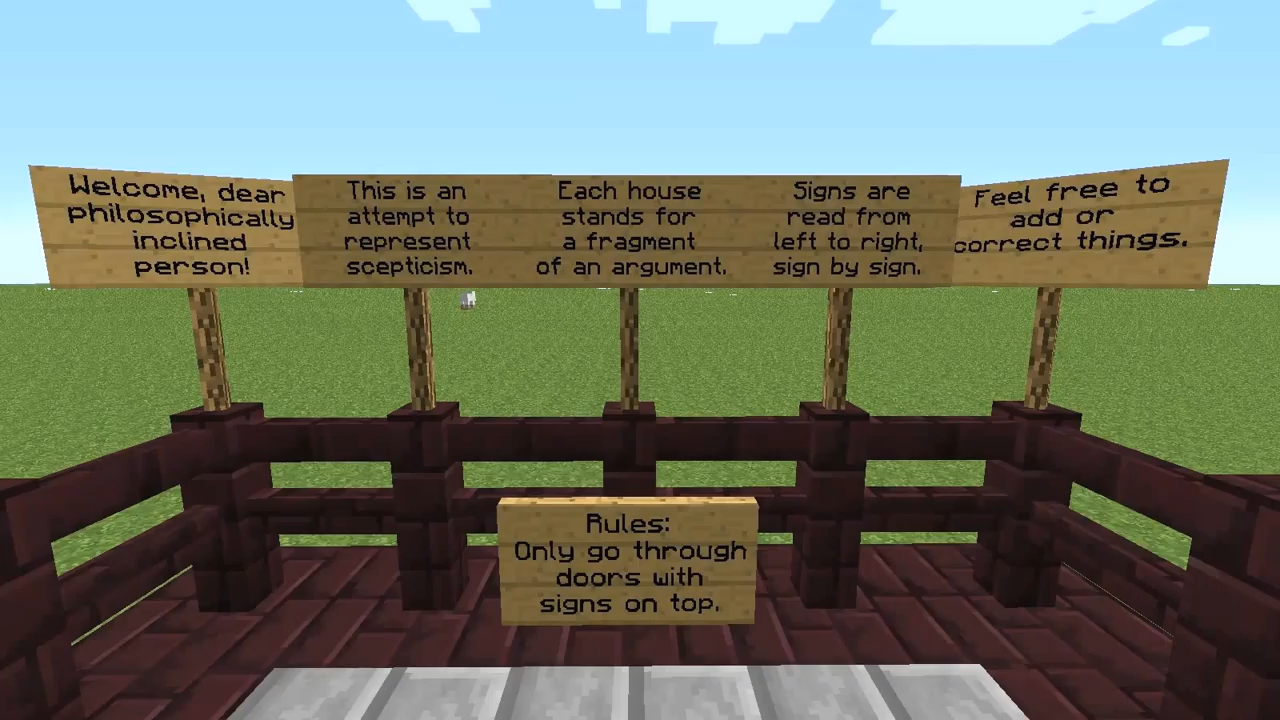 Welcome, dear
philosophically
inclined
person!
This is an
attempt to
represent
scepticism.
Each house
stands for
a fragment
of an argument.
Signs are
read from
left to right,
sign by sign.
Feel free to
add or
correct things.
Rules:
Only go through
doors with
signs on top.